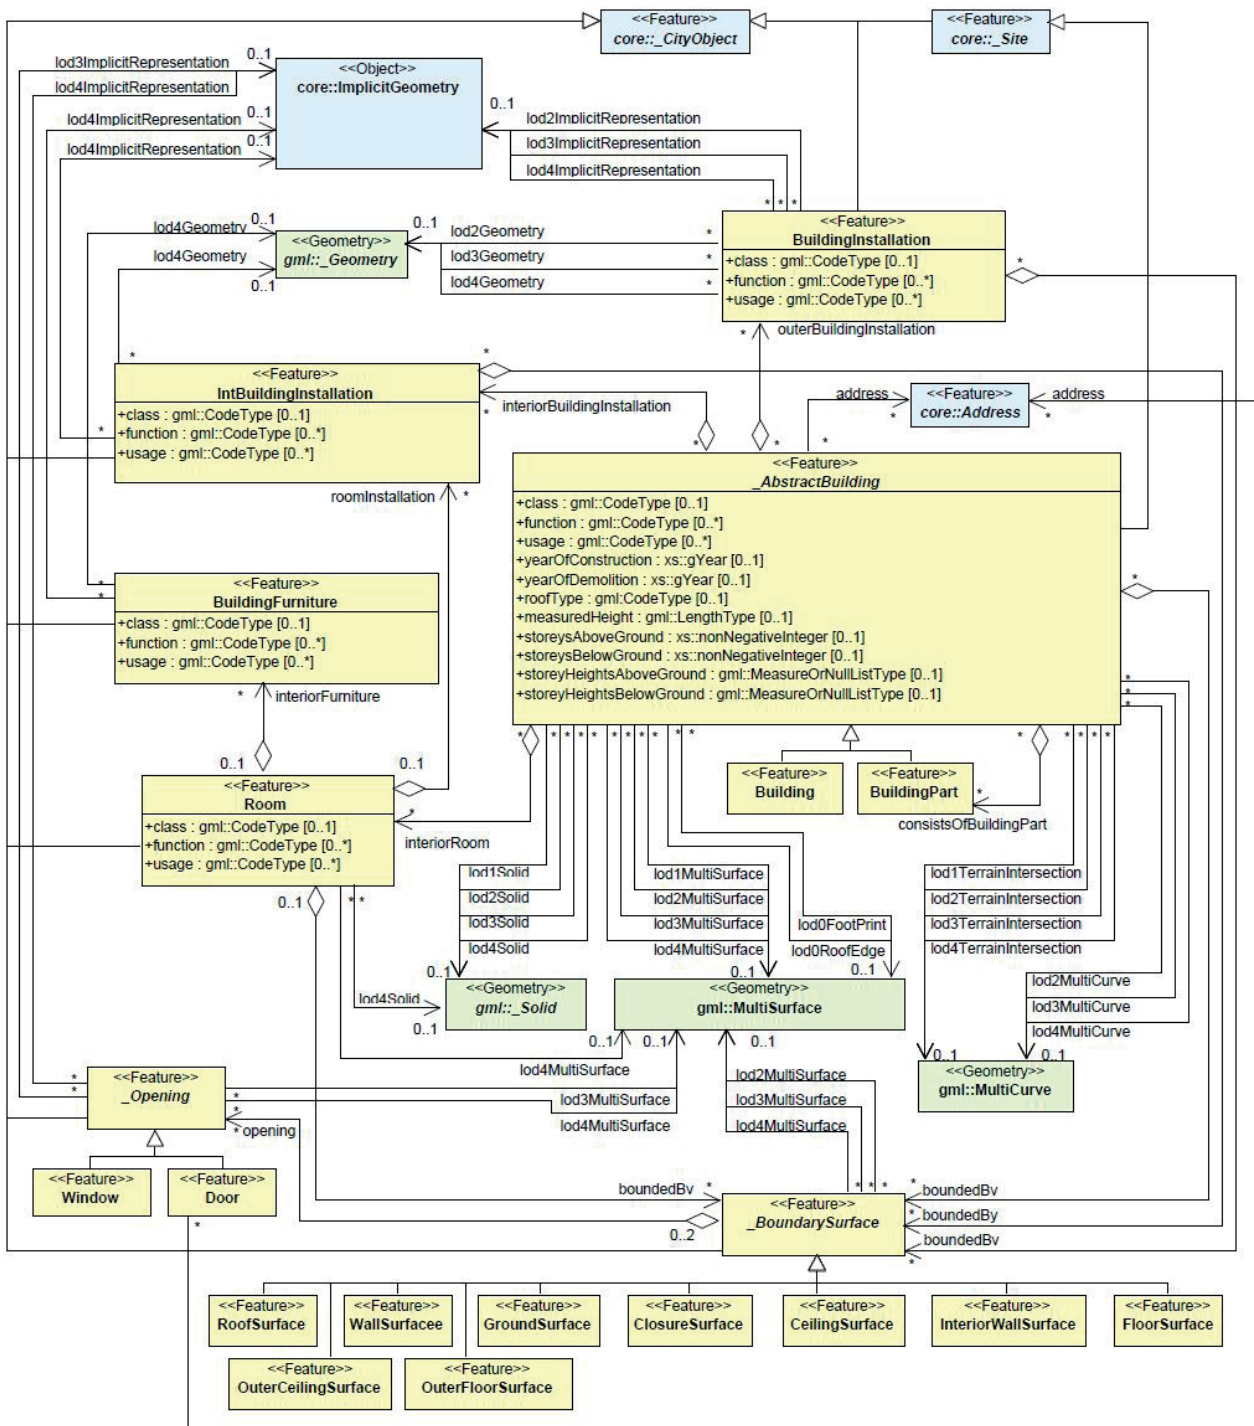 <<Feature>>
core::_CityObject
<<Feature>>
core::_Site
lod3ImplicitRepresentation
0..1
lod4ImplicitRepresentation
<<Object>>
core::ImplicitGeometry
lod4ImplicitRepresentation
0..1
lod4ImplicitRepresentation
0..1
0..1
lod2ImplicitRepresentation
lod3ImplicitRepresentation
lod4ImplicitRepresentation
* * *
lod4Geometry
0..1
lod4Geometry
0..1
<<Geometry>>
gml::_Geometry
0..1
lod2Geometry
*
lod3Geometry
*
lod4Geometry
*
<<Feature>>
BuildingInstallation
+class : gml::CodeType [0..1]
+function : gml::CodeType [0..*]
+usage : gml::CodeType [0..*]
*
* outerBuildingInstallation
*
<<Feature>>
IntBuildingInstallation
+class : gml::CodeType [0..1]
+function : gml::CodeType [0..*]
+usage : gml::CodeType [0..*]
*
*
*
interiorBuildingInstallation
address
*
<<Feature>>
core::Address
address
*
* * *
roomInstallation
*
<<Feature>>
_AbstractBuilding
+class : gml::CodeType [0..1]
+function : gml::CodeType [0..*]
+usage : gml::CodeType [0..*]
+yearOfConstruction : xs::gYear [0..1]
+yearOfDemolition : xs::gYear [0..1]
+roofType : gml:CodeType [0..1]
+measuredHeight : gml::LengthType [0..1]
+storeysAboveGround : xs::nonNegativeInteger [0..1]
+storeysBelowGround : xs::nonNegativeInteger [0..1]
+storeyHeightsAboveGround : gml::MeasureOrNullListType [0..1]
+storeyHeightsBelowGround : gml::MeasureOrNullListType [0..1]
*
*
*
*
*
*
<<Feature>>
BuildingFurniture
+class : gml::CodeType [0..1]
+function : gml::CodeType [0..*]
+usage : gml::CodeType [0..*]
*
interiorFurniture
0..1
0..1
* * * * * * * * * * * * * * * *
<<Feature>>
Room
+class : gml::CodeType [0..1]
+function : gml::CodeType [0..*]
+usage : gml::CodeType [0..*]
*
interiorRoom
<<Feature>>
Building
<<Feature>>
BuildingPart
*
consistsOfBuildingPart
0..1
* *
lod1Solid
lod2Solid
lod3Solid
lod4Solid
0..1
lod1MultiSurface
lod2MultiSurface
lod3MultiSurface
lod4MultiSurface
0..1
lod0FootPrint
lod0RoofEdge
0..1
lod1TerrainIntersection
lod2TerrainIntersection
lod3TerrainIntersection
lod4TerrainIntersection
lod2MultiCurve
lod3MultiCurve
lod4MultiCurve
lod4Solid
0..1
<<Geometry>>
gml::_Solid
<<Geometry>>
gml::MultiSurface
0..1
0..1
0..1
0..1
0..1
<<Geometry>>
gml::MultiCurve
lod4MultiSurface
lod3MultiSurface
lod4MultiSurface
lod2MultiSurface
lod3MultiSurface
lod4MultiSurface
*
*
<<Feature>>
_Opening
*
*
* opening
<<Feature>>
Window
<<Feature>>
Door
*
boundedBv
*
0..2
* * *
<<Feature>>
_BoundarySurface
*
boundedBv
*
boundedBy
boundedBv
*
<<Feature>>
RoofSurface
<<Feature>>
WallSurfacee
<<Feature>>
GroundSurface
<<Feature>>
ClosureSurface
<<Feature>>
CeilingSurface
<<Feature>>
InteriorWallSurface
<<Feature>>
FloorSurface
<<Feature>>
OuterCeilingSurface
<<Feature>>
OuterFloorSurface